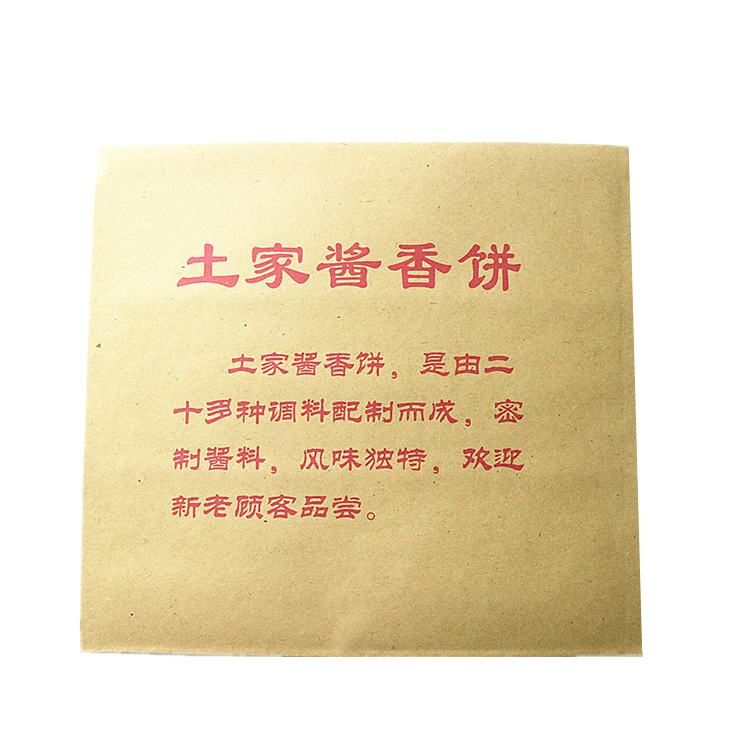 土家酱香饼
土家酱香饼，是由二
十多种调料配制而成，密
制酱料，风味独特，欢迎
新老顾客品尝。